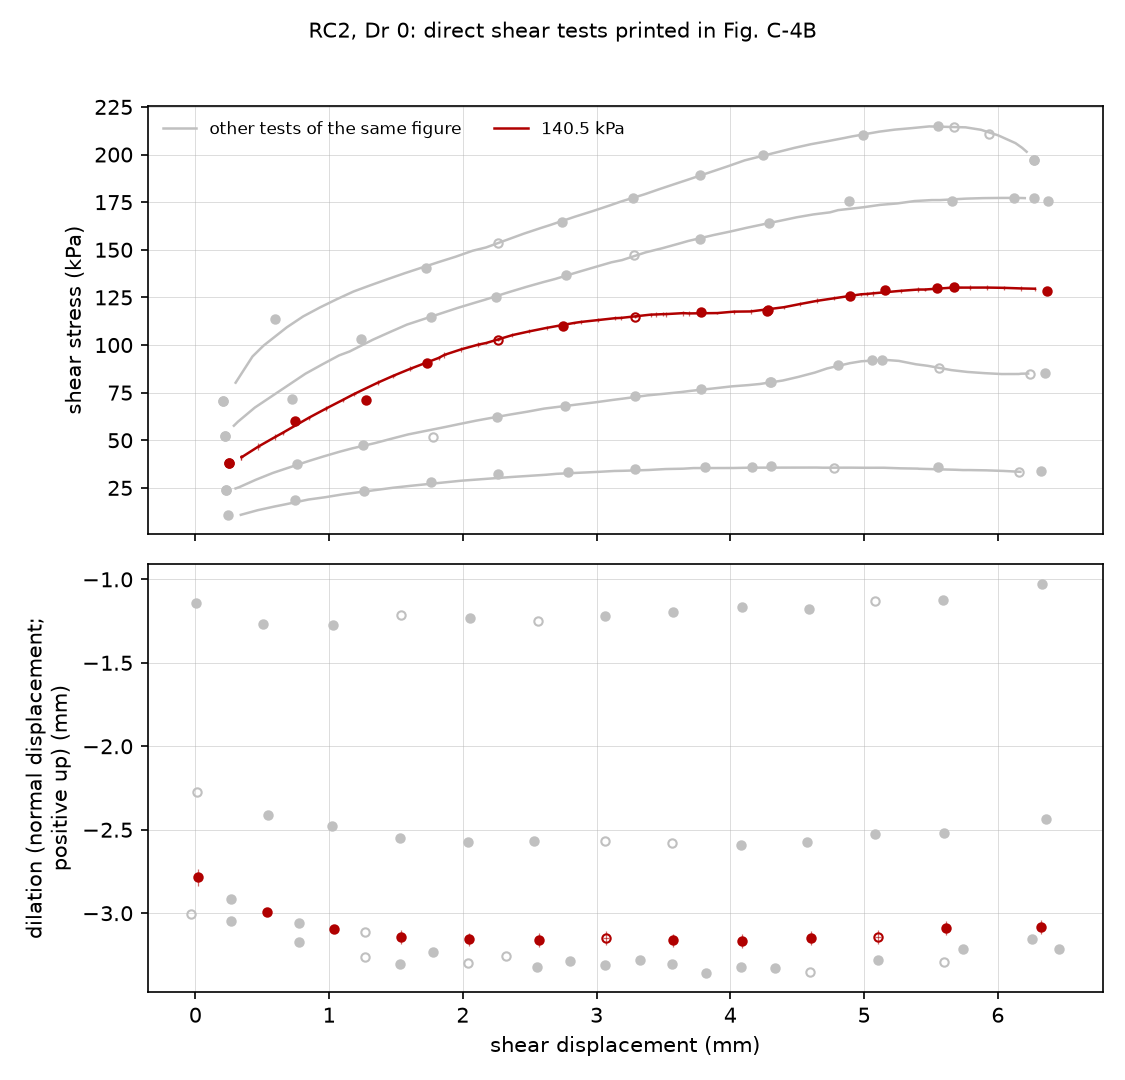 RC2, Dr 0: direct shear tests printed in Fig. C-4B
other tests of the same figure
140.5 kPa
225
200
175
150
125
100
75
50
25
shear stress (kPa)
−1.0
−1.5
−2.0
−2.5
−3.0
dilation (normal displacement;
positive up) (mm)
0 1 2 3 4 5 6
shear displacement (mm)